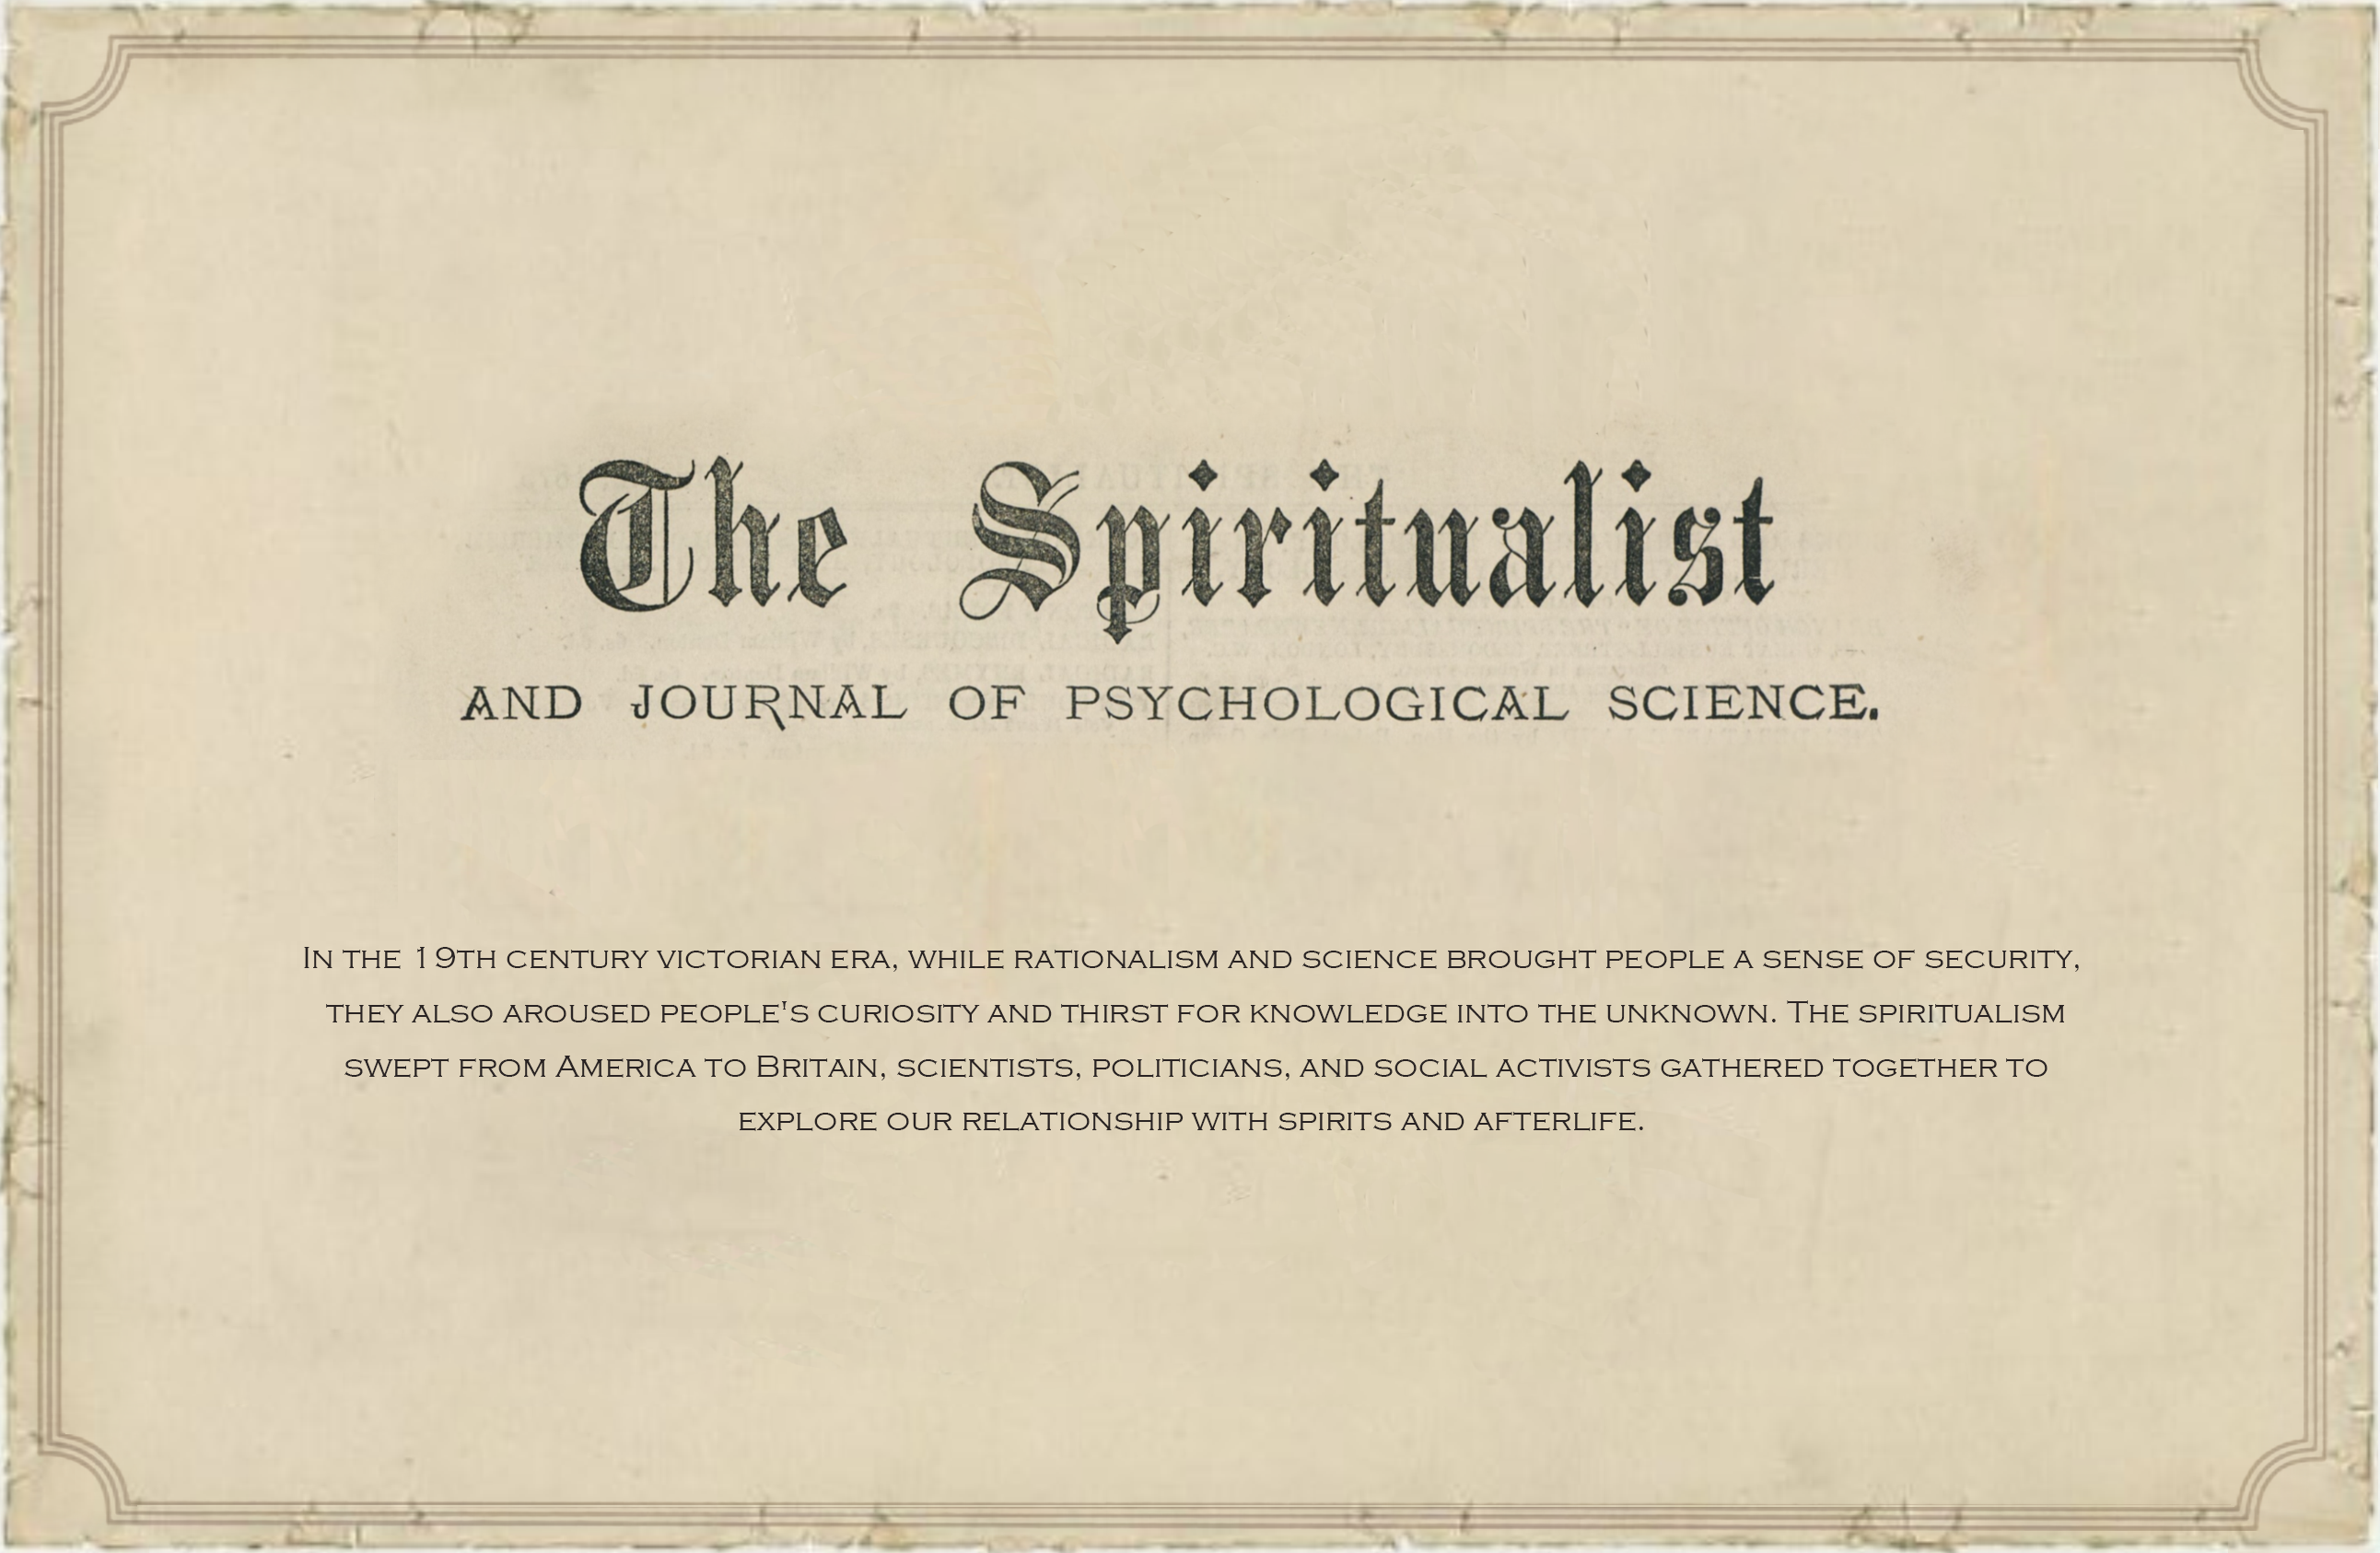 The Spiritualist
AND JOURNAL OF PSYCHOLOGICAL SCIENCE.
In the 19th century victorian era, while rationalism and science brought people a sense of security,
they also aroused people's curiosity and thirst for knowledge into the unknown. The spiritualism
swept from America to Britain, scientists, politicians, and social activists gathered together to
explore our relationship with spirits and afterlife.